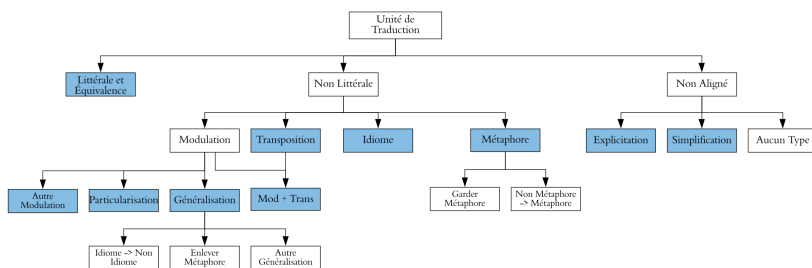 Unité de
Traduction
Littérale et
Équivalence
Non Littérale
Non Aligné
Modulation
Transposition
Idiome
Métaphore
Explicitation
Simplification
Aucun Type
Autre
Modulation
Particularisation
Généralisation
Mod + Trans
Garder
Métaphore
Non Métaphore
-> Métaphore
Idiome -> Non
Idiome
Enlever
Métaphore
Autre
Généralisation